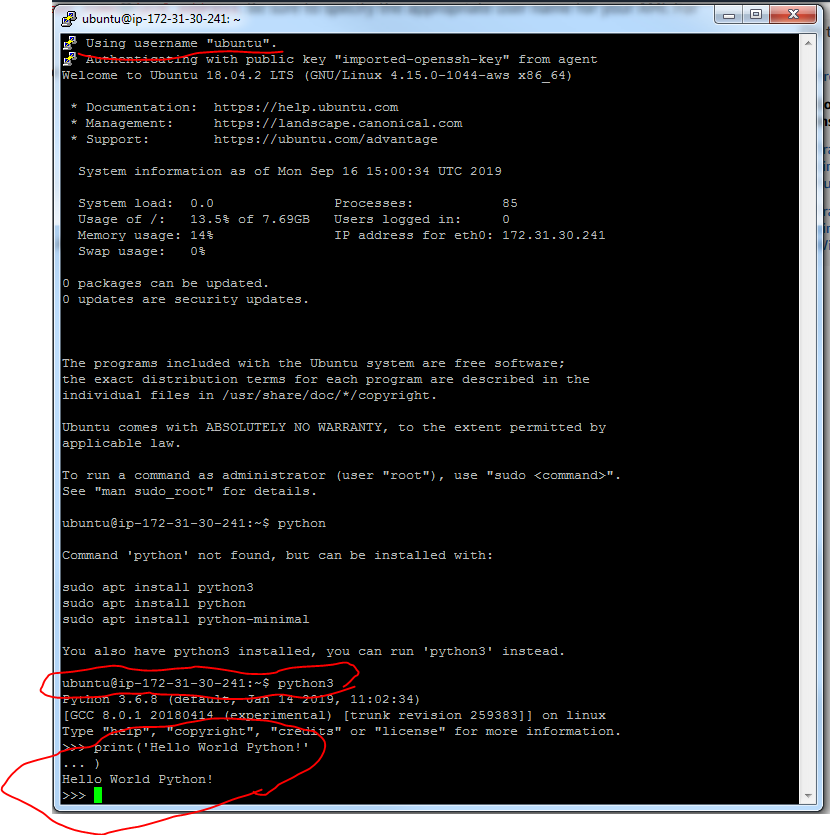 ubuntu@ip-172-31-30-241: ~
Using username "ubuntu".
Authenticating with public key "imported-openssh-key" from agent
Welcome to Ubuntu 18.04.2 LTS (GNU/Linux 4.15.0-1044-aws x86_64)
* Documentation:  https://help.ubuntu.com
* Management:     https://landscape.canonical.com
* Support:        https://ubuntu.com/advantage
System information as of Mon Sep 16 15:00:34 UTC 2019
System load:  0.0                Processes:           85
Usage of /:   13.5% of 7.69GB   Users logged in:     0
Memory usage: 14%               IP address for eth0: 172.31.30.241
Swap usage:   0%
0 packages can be updated.
0 updates are security updates.
The programs included with the Ubuntu system are free software;
the exact distribution terms for each program are described in the
individual files in /usr/share/doc/*/copyright.
Ubuntu comes with ABSOLUTELY NO WARRANTY, to the extent permitted by
applicable law.
To run a command as administrator (user "root"), use "sudo <command>".
See "man sudo_root" for details.
ubuntu@ip-172-31-30-241:~$ python
Command 'python' not found, but can be installed with:
sudo apt install python3
sudo apt install python
sudo apt install python-minimal
You also have python3 installed, you can run 'python3' instead.
ubuntu@ip-172-31-30-241:~$ python3
Python 3.6.8 (default, Jan 14 2019, 11:02:34)
[GCC 8.0.1 20180414 (experimental) [trunk revision 259383]] on linux
Type "help", "copyright", "credits" or "license" for more information.
>>> print('Hello World Python!'
... )
Hello World Python!
>>>